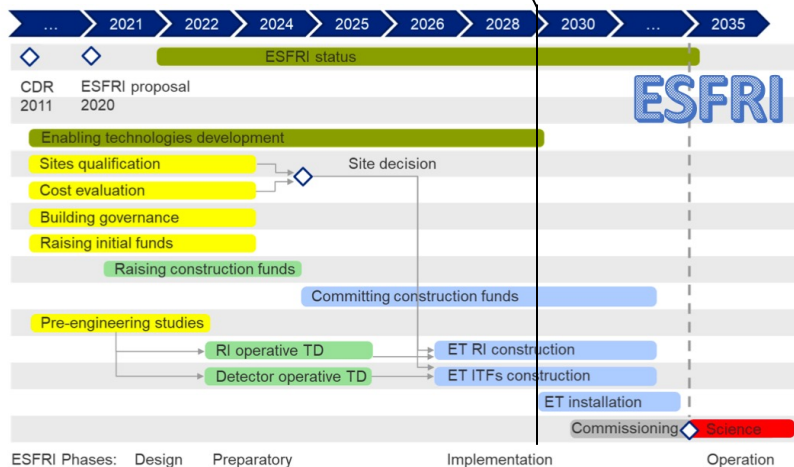 ... 2021 2022 2024 2025 2026 2028 2030 ... 2035
ESFRI status
CDR ESFRI proposal
2011 2020
ESFRI
Enabling technologies development
Sites qualification
Site decision
Cost evaluation
Building governance
Raising initial funds
Raising construction funds
Committing construction funds
Pre-engineering studies
RI operative TD ET RI construction
Detector operative TD ET ITFs construction
ET installation
Commissioning Science
ESFRI Phases: Design Preparatory Implementation Operation